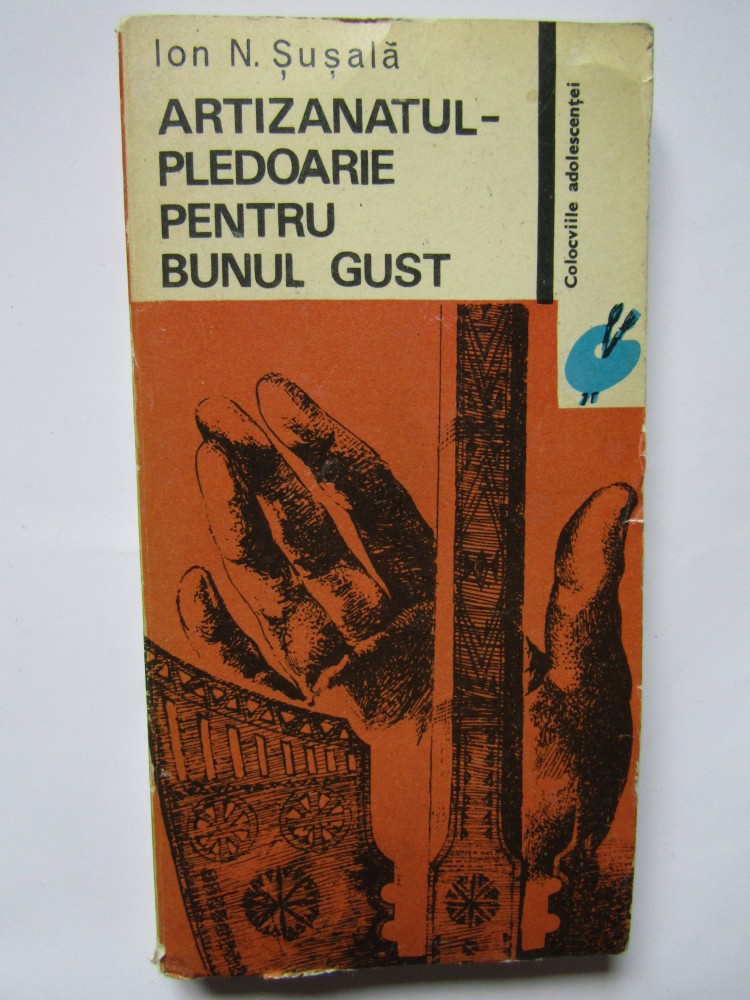 Ion N. Șușală
ARTIZANATUL-
PLEDOARIE
PENTRU
BUNUL GUST
Colocviile adolescenței